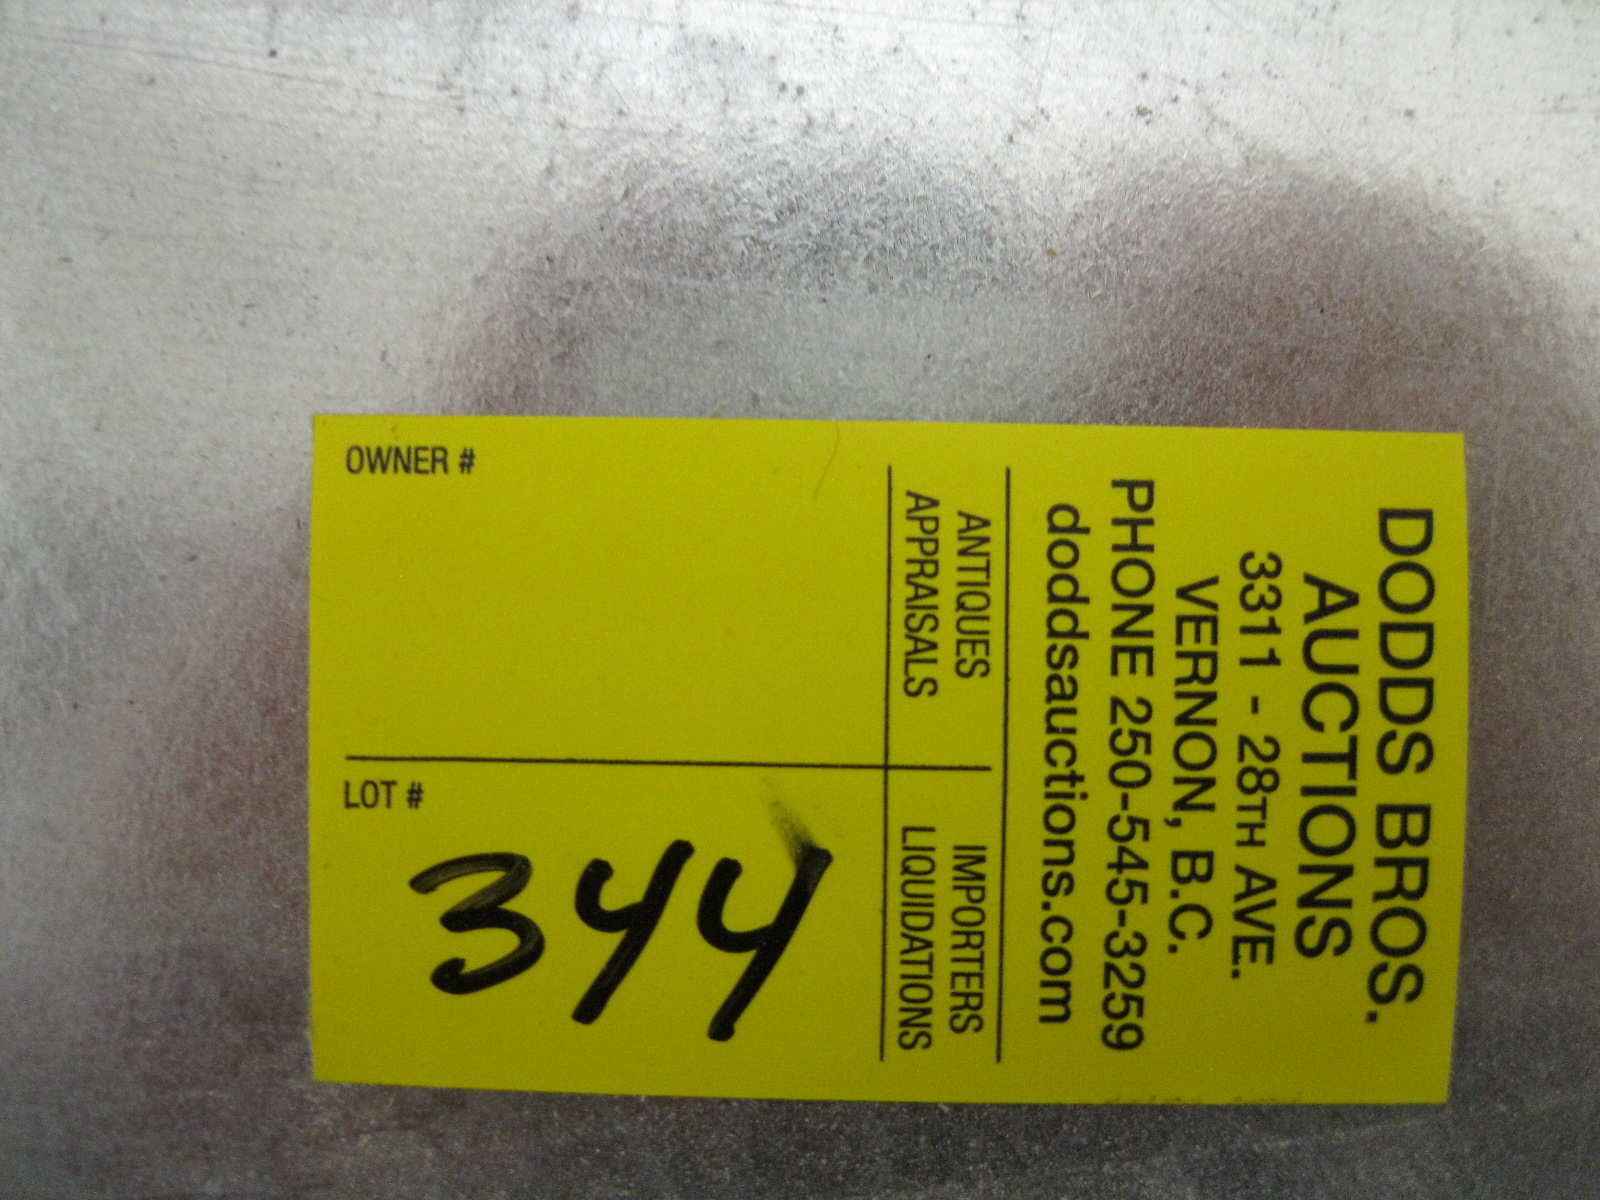 DODDS BROS.
AUCTIONS
3311 - 28TH AVE.
VERNON, B.C.
PHONE 250-545-3259
doddsauctions.com
ANTIQUES IMPORTERS
APPRAISALS LIQUIDATIONS
OWNER #
LOT #
344